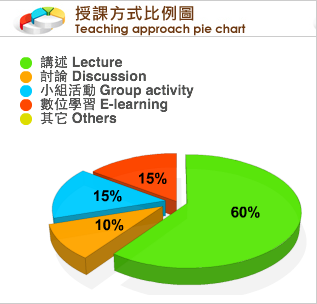 授課方式比例圖
Teaching approach pie chart
講述 Lecture
討論 Discussion
小組活動 Group activity
數位學習 E-learning
其它 Others
15%
15%
10%
60%